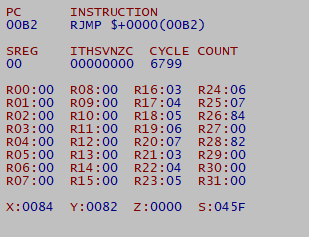 PC INSTRUCTION
00B2 RJMP $+0000(00B2)
SREG ITHSVNZC CYCLE COUNT
00 00000000 6799
R00:00 R08:00 R16:03 R24:06
R01:00 R09:00 R17:04 R25:07
R02:00 R10:00 R18:05 R26:84
R03:00 R11:00 R19:06 R27:00
R04:00 R12:00 R20:07 R28:82
R05:00 R13:00 R21:03 R29:00
R06:00 R14:00 R22:04 R30:00
R07:00 R15:00 R23:05 R31:00
X:0084 Y:0082 Z:0000 S:045F